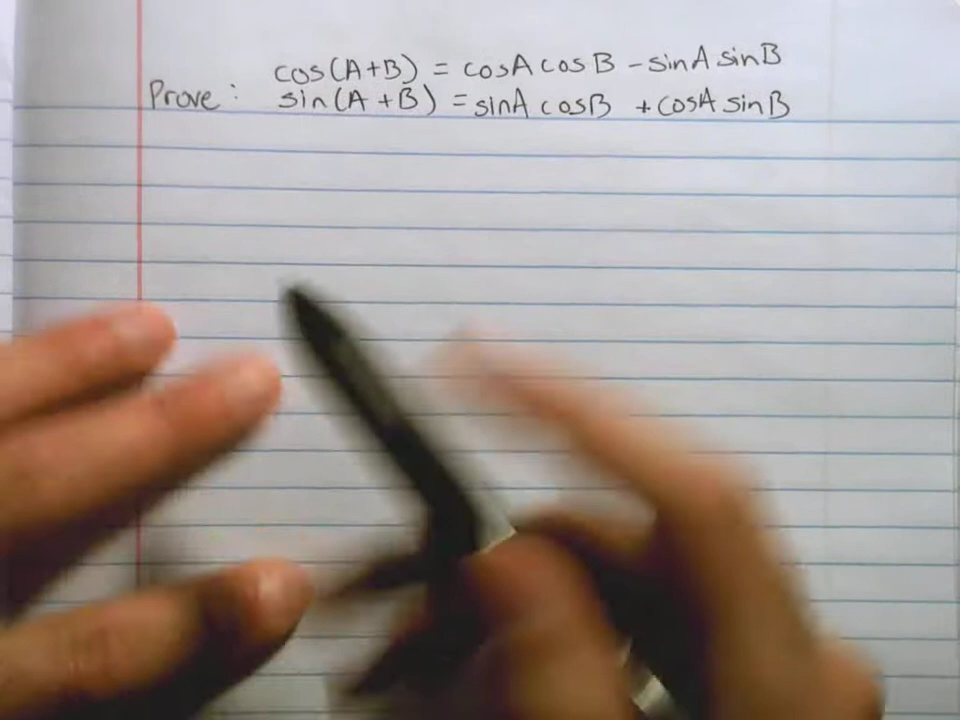 cos(A+B) = cosA cosB - sinA sinB
Prove: sin(A+B) = sinA cosB + cosA sinB